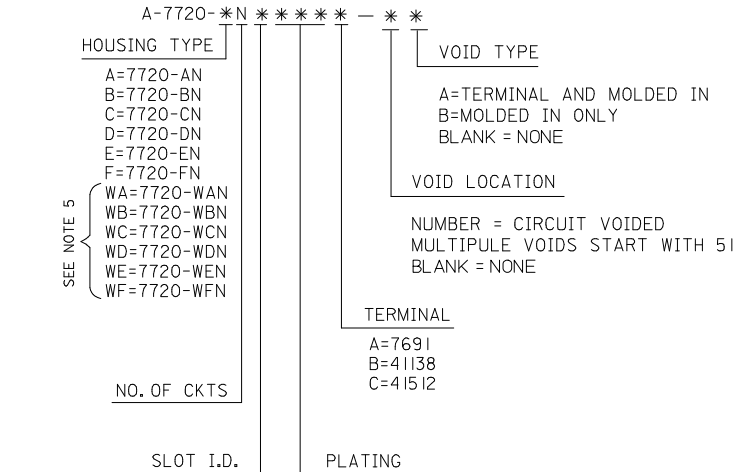 A-7720-*N*****-**
HOUSING TYPE
A=7720-AN
B=7720-BN
C=7720-CN
D=7720-DN
E=7720-EN
F=7720-FN
WA=7720-WAN
WB=7720-WBN
WC=7720-WCN
WD=7720-WDN
WE=7720-WEN
WF=7720-WFN
SEE NOTE 5
VOID TYPE
A=TERMINAL AND MOLDED IN
B=MOLDED IN ONLY
BLANK = NONE
VOID LOCATION
NUMBER = CIRCUIT VOIDED
MULTIPULE VOIDS START WITH 51
BLANK = NONE
TERMINAL
A=7691
B=41138
C=41512
NO. OF CKTS
SLOT I.D.
PLATING